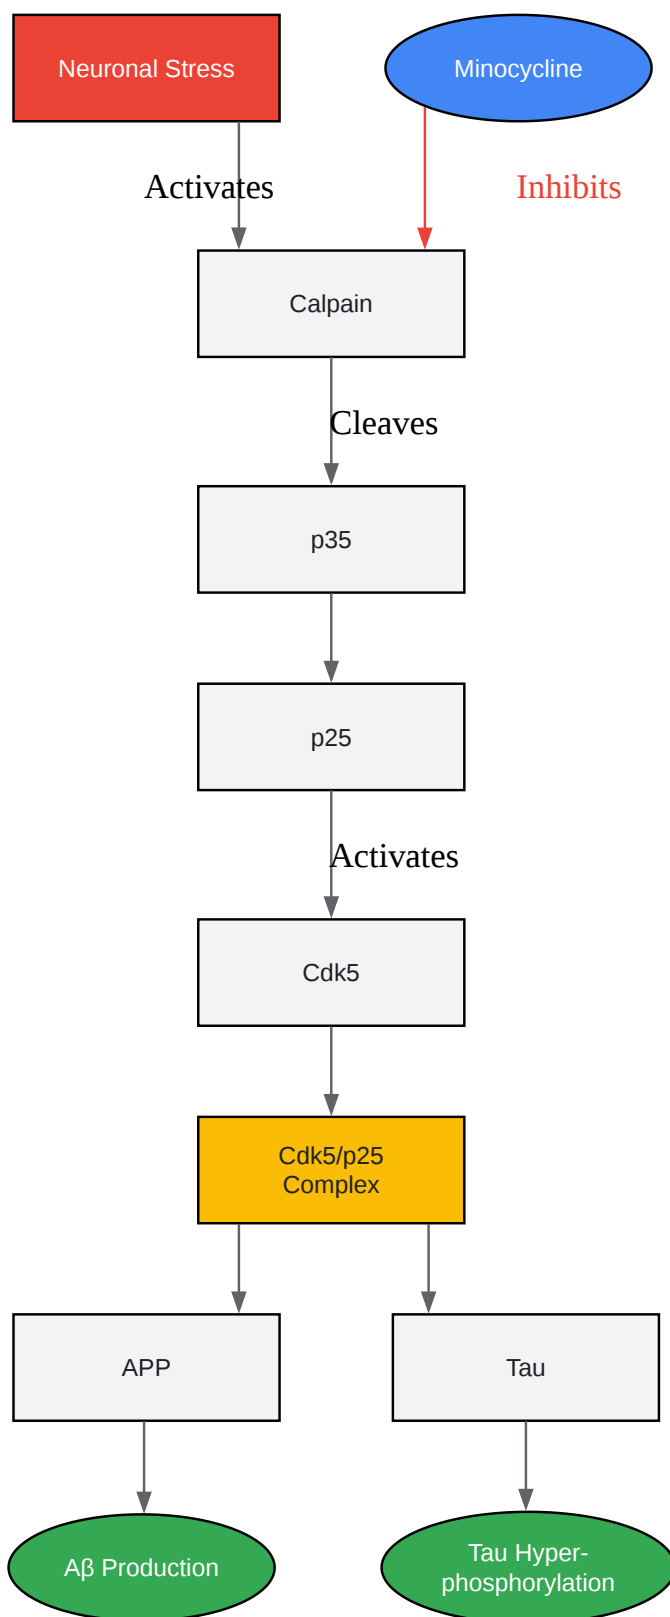 Neuronal Stress
Minocycline
Activates
Inhibits
Calpain
Cleaves
p35
p25
Activates
Cdk5
Cdk5/p25
Complex
APP
Tau
Aβ Production
Tau Hyper-
phosphorylation